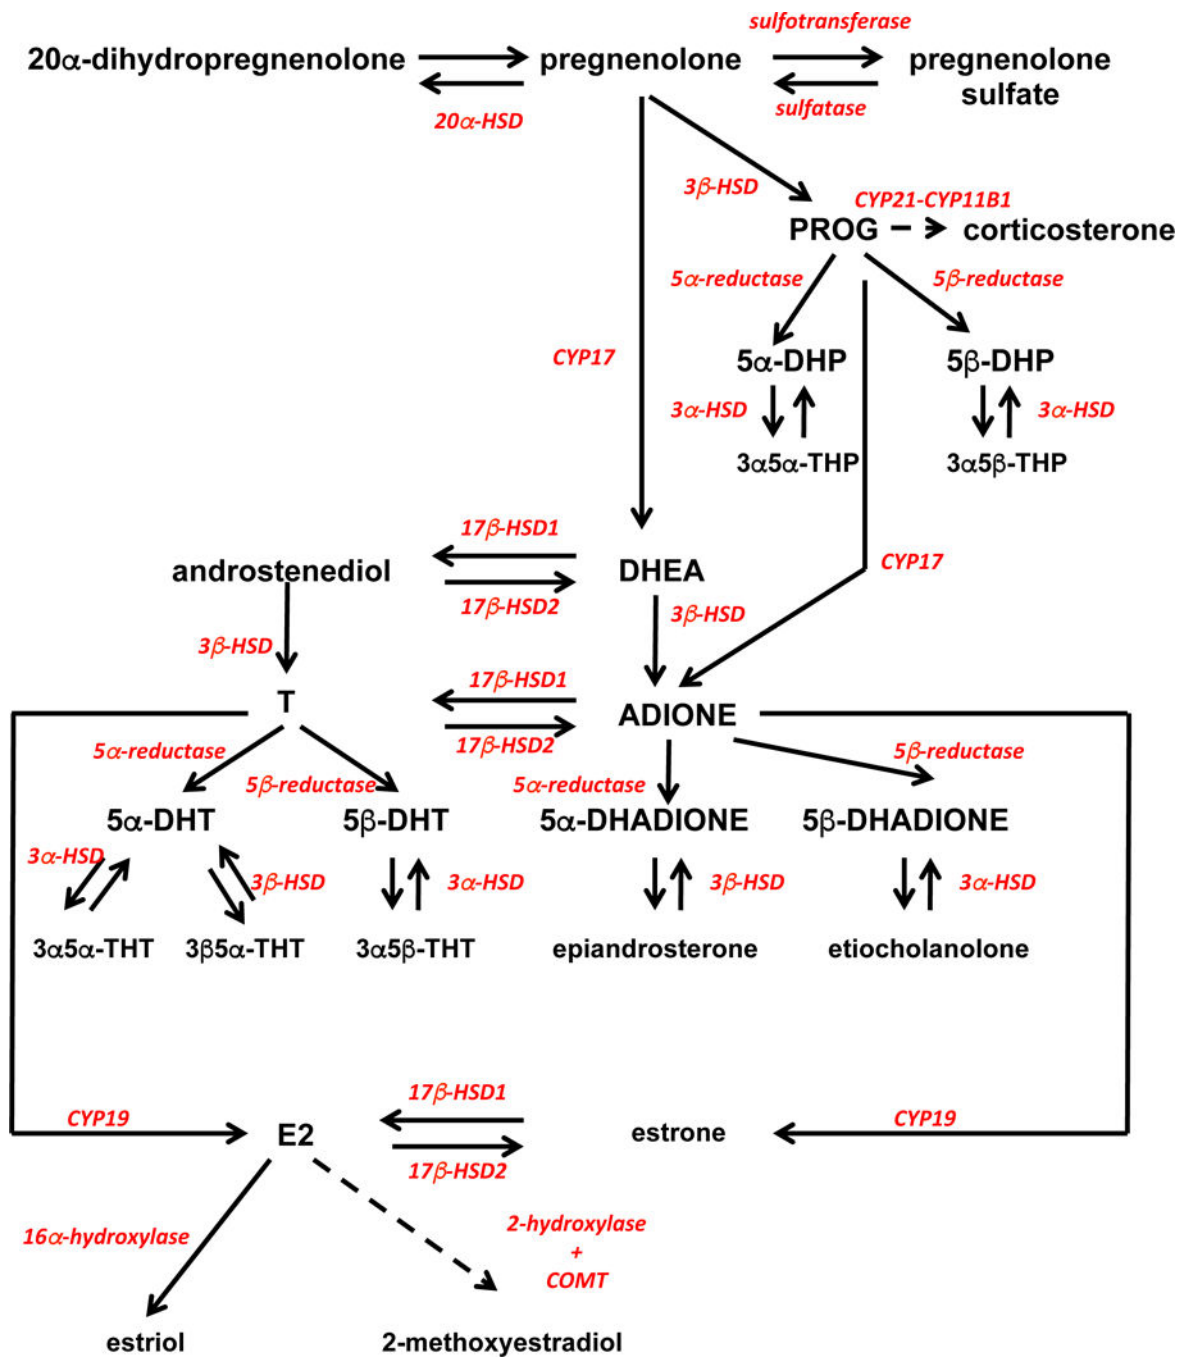 sulfotransferase
20α-dihydropregnenolone
pregnenolone
pregnenolone
sulfate
20α-HSD
sulfatase
3β-HSD
CYP21-CYP11B1
PROG
corticosterone
5α-reductase
5β-reductase
CYP17
5α-DHP
5β-DHP
3α-HSD
3α-HSD
3α5α-THP
3α5β-THP
17β-HSD1
androstenediol
DHEA
CYP17
17β-HSD2
3β-HSD
3β-HSD
17β-HSD1
T
ADIONE
17β-HSD2
5α-reductase
5β-reductase
5β-reductase
5α-reductase
5α-DHT
5β-DHT
5α-DHADIONE
5β-DHADIONE
3α-HSD
3β-HSD
3α-HSD
3β-HSD
3α-HSD
3α5α-THT
3β5α-THT
3α5β-THT
epiandrosterone
etiocholanolone
17β-HSD1
CYP19
CYP19
E2
estrone
17β-HSD2
16α-hydroxylase
2-hydroxylase
+
COMT
estriol
2-methoxyestradiol